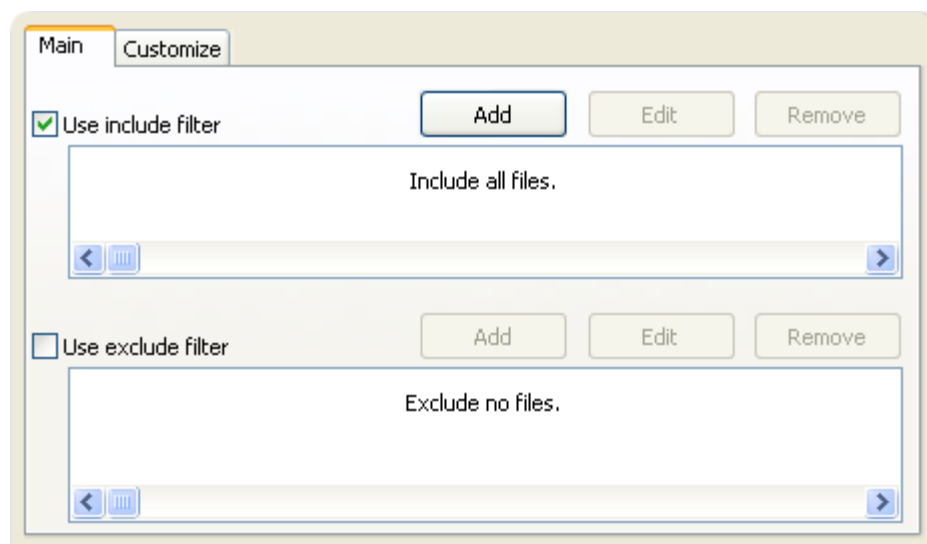 Main Customize
Use include filter Add Edit Remove
Include all files.
Use exclude filter Add Edit Remove
Exclude no files.